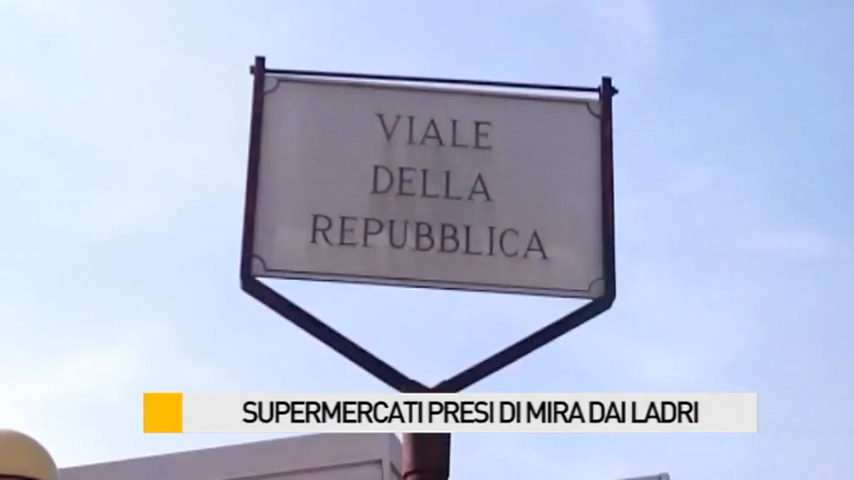 VIALE
DELLA
REPUBBLICA
SUPERMERCATI PRESI DI MIRA DAI LADRI